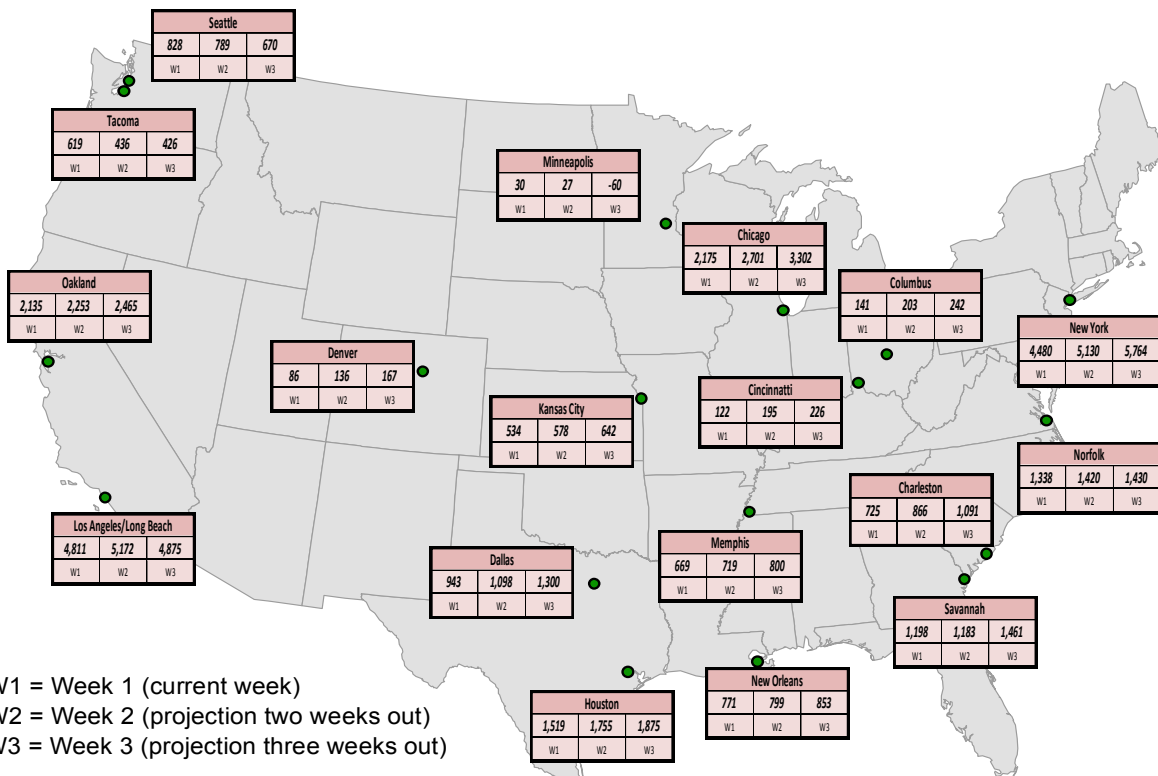 Seattle
828 789 670
W1 W2 W3
Tacoma
619 436 426
W1 W2 W3
Minneapolis
30 27 -60
W1 W2 W3
Chicago
2,175 2,701 3,302
W1 W2 W3
Oakland
2,135 2,253 2,465
W1 W2 W3
Columbus
141 203 242
W1 W2 W3
New York
4,480 5,130 5,764
W1 W2 W3
Denver
86 136 167
W1 W2 W3
Cincinnatti
122 195 226
W1 W2 W3
Kansas City
534 578 642
W1 W2 W3
Norfolk
1,338 1,420 1,430
W1 W2 W3
Charleston
725 866 1,091
W1 W2 W3
Los Angeles/Long Beach
4,811 5,172 4,875
W1 W2 W3
Memphis
669 719 800
W1 W2 W3
Dallas
943 1,098 1,300
W1 W2 W3
Savannah
1,198 1,183 1,461
W1 W2 W3
New Orleans
771 799 853
W1 W2 W3
Houston
1,519 1,755 1,875
W1 W2 W3
W1 = Week 1 (current week)
W2 = Week 2 (projection two weeks out)
W3 = Week 3 (projection three weeks out)